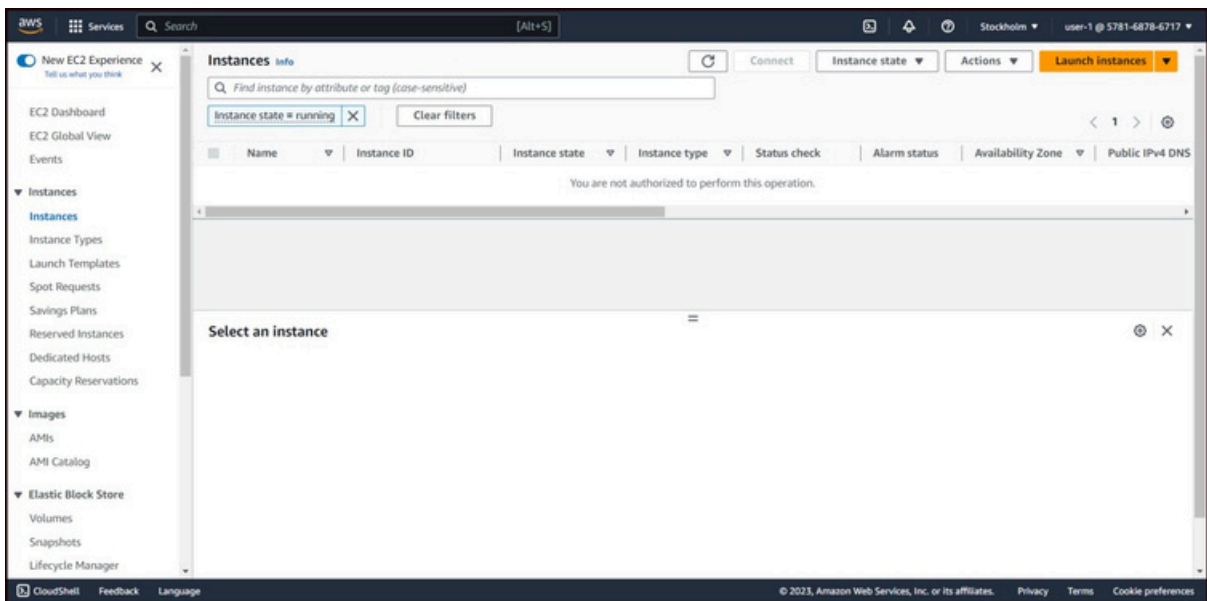 aws Services Search [Alt+S] Stockholm user-1 @ 5781-6878-6717
New EC2 Experience
Tell us what you think
EC2 Dashboard
EC2 Global View
Events
Instances
Instances
Instance Types
Launch Templates
Spot Requests
Savings Plans
Reserved Instances
Dedicated Hosts
Capacity Reservations
Images
AMIs
AMI Catalog
Elastic Block Store
Volumes
Snapshots
Lifecycle Manager
Instances Info Connect Instance state Actions Launch instances
Find instance by attribute or tag (case-sensitive)
Instance state = running Clear filters
1
Name Instance ID Instance state Instance type Status check Alarm status Availability Zone Public IPv4 DNS
You are not authorized to perform this operation.
Select an instance
CloudShell Feedback Language © 2023, Amazon Web Services, Inc. or its affiliates. Privacy Terms Cookie preferences